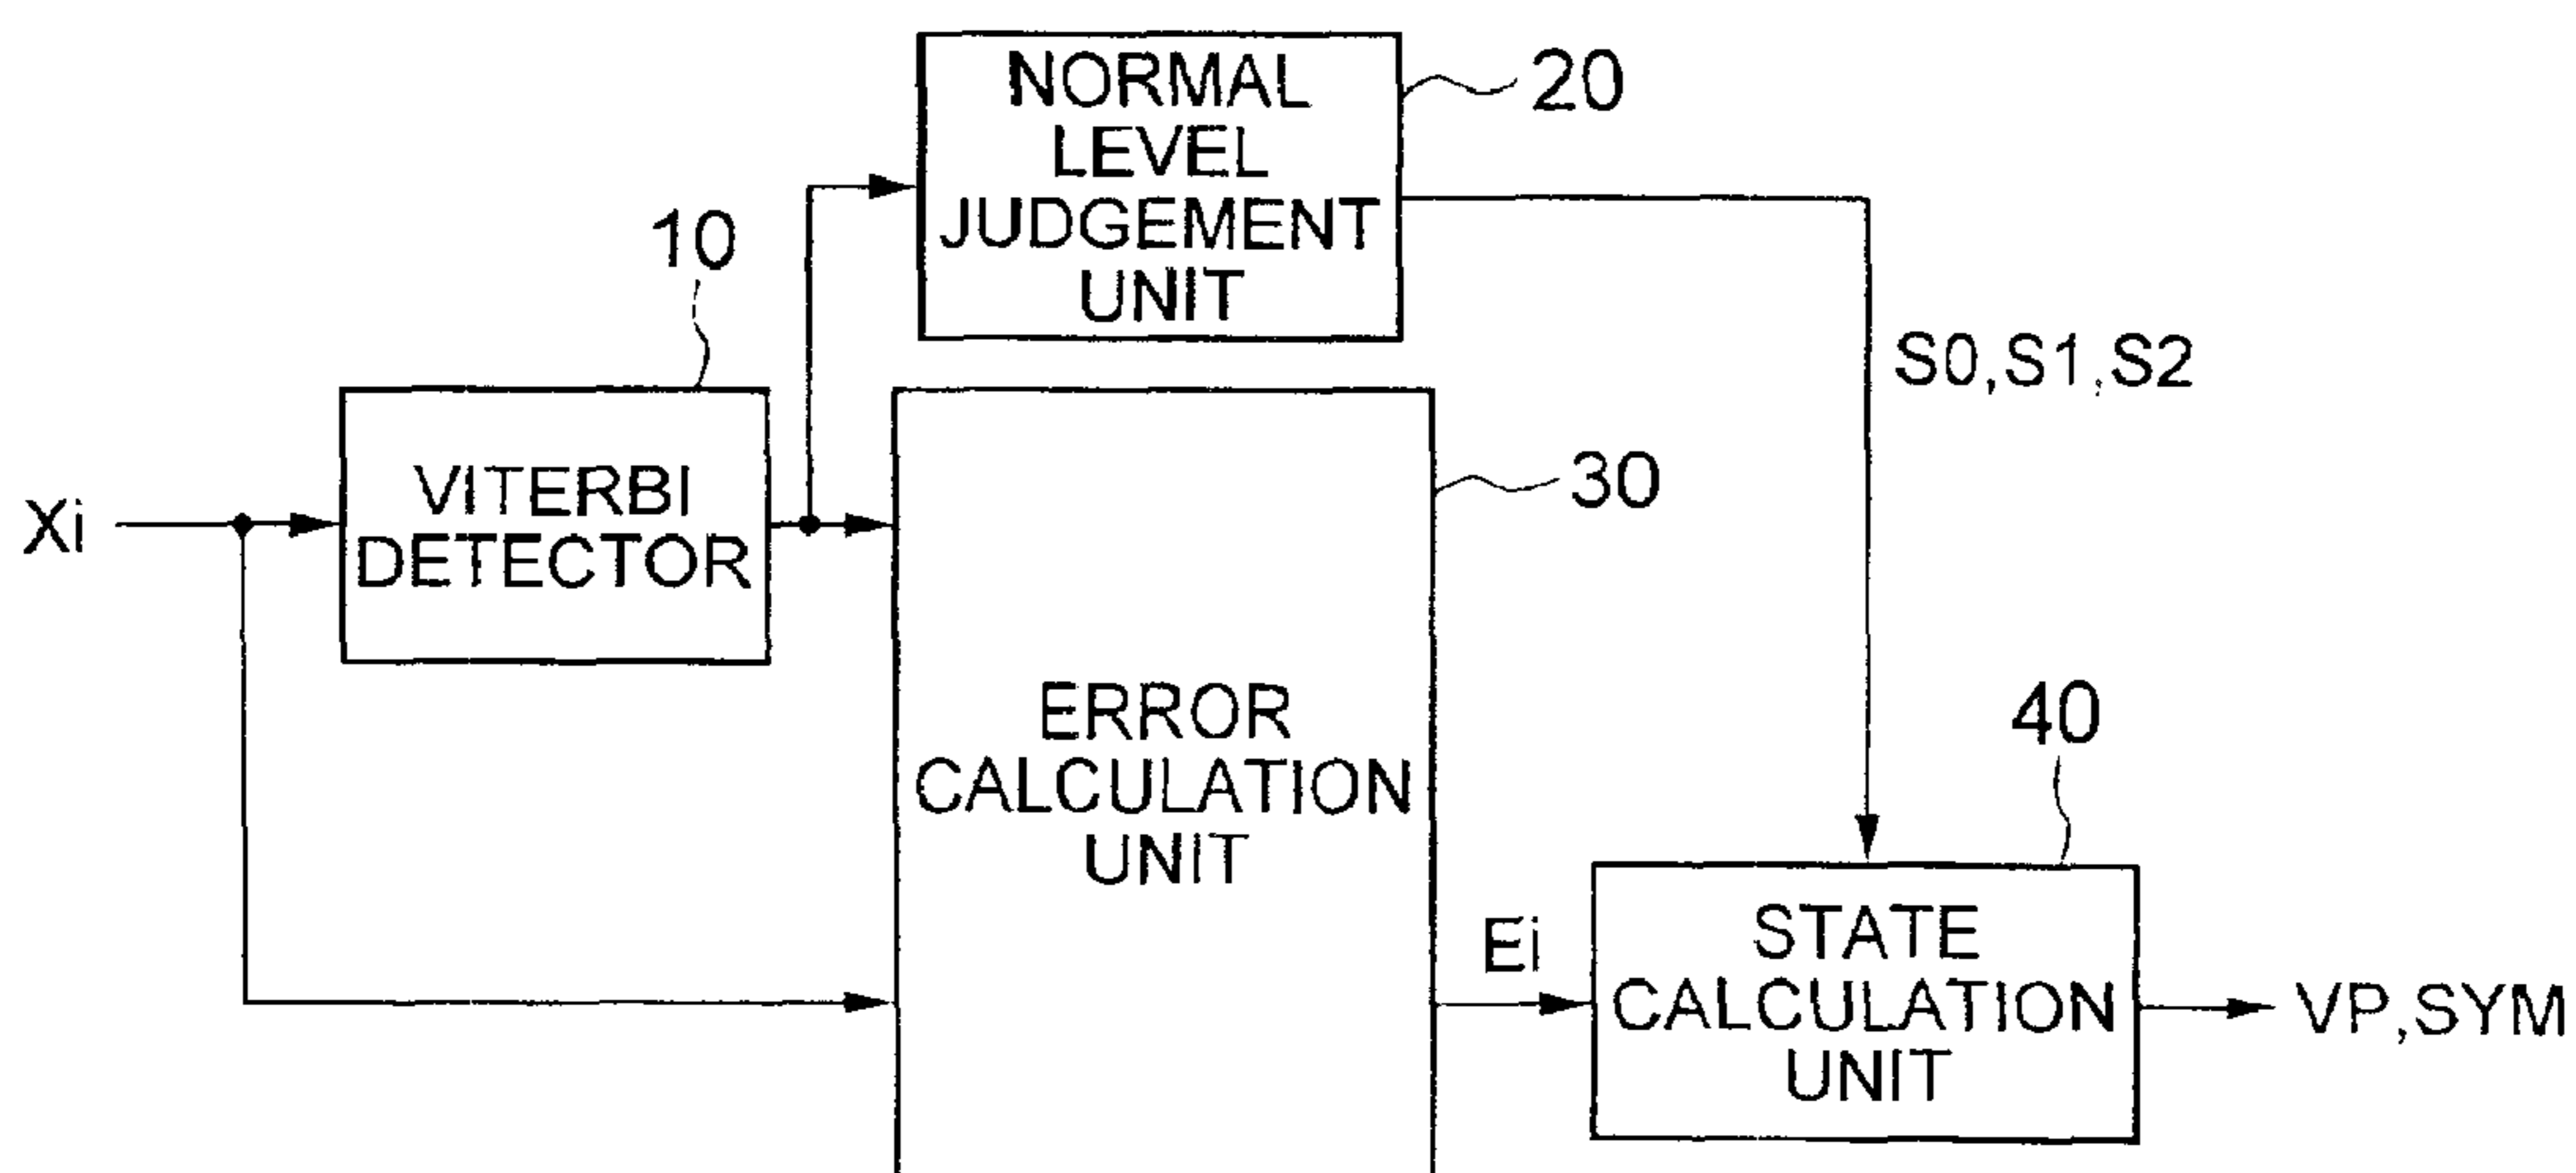 NORMAL
LEVEL
JUDGEMENT
UNIT
20
10
S0,S1,S2
VITERBI
DETECTOR
Xi
30
ERROR
CALCULATION
UNIT
40
Ei
STATE
CALCULATION
UNIT
VP,SYM